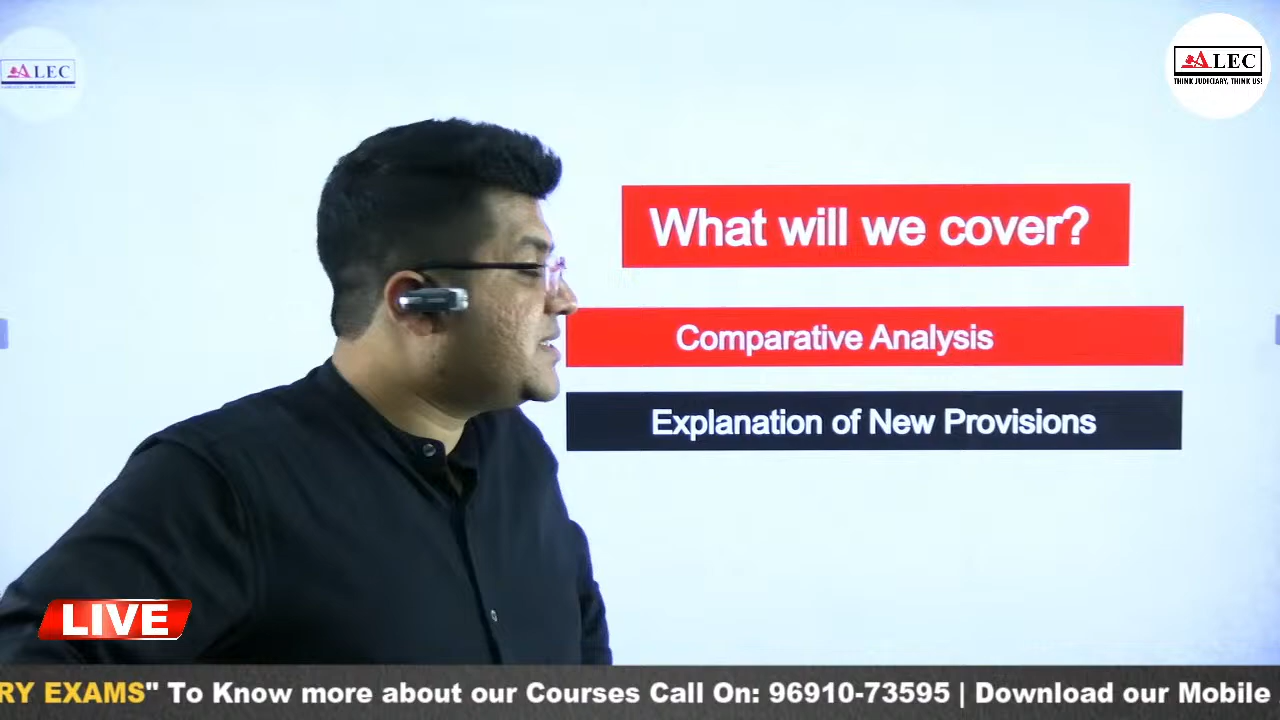 ALEC
ALEC
THINK JUDICIARY, THINK US!
What will we cover?
Comparative Analysis
Explanation of New Provisions
LIVE
RY EXAMS" To Know more about our Courses Call On: 96910-73595 | Download our Mobile